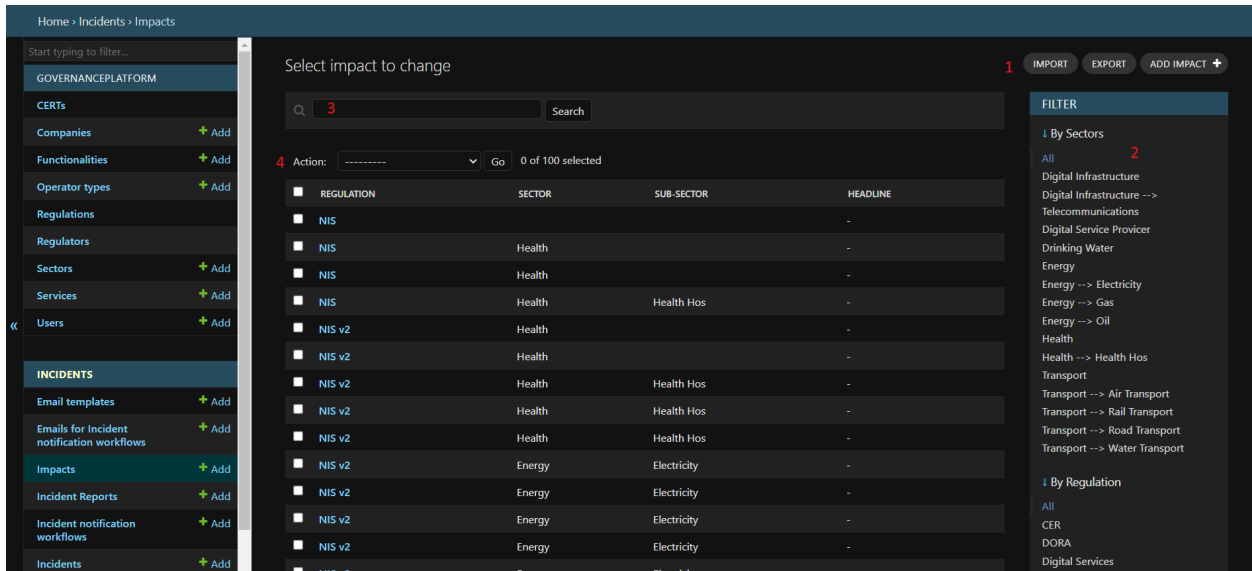 Home › Incidents › Impacts
Start typing to filter...
GOVERNANCEPLATFORM
CERTs
Companies + Add
Functionalities + Add
Operator types + Add
Regulations
Regulators
Sectors + Add
Services + Add
Users + Add
INCIDENTS
Email templates + Add
Emails for Incident + Add
notification workflows
Impacts + Add
Incident Reports + Add
Incident notification + Add
workflows
Incidents + Add
«
Select impact to change
1 IMPORT EXPORT ADD IMPACT +
3 Search
4 Action: --------- Go 0 of 100 selected
REGULATION SECTOR SUB-SECTOR HEADLINE
NIS -
NIS Health -
NIS Health -
NIS Health Health Hos -
NIS v2 Health -
NIS v2 Health -
NIS v2 Health Health Hos -
NIS v2 Health Health Hos -
NIS v2 Health Health Hos -
NIS v2 Energy Electricity -
NIS v2 Energy Electricity -
NIS v2 Energy Electricity -
NIS v2 Energy Electricity -
FILTER
↓ By Sectors
2
All
Digital Infrastructure
Digital Infrastructure -->
Telecommunications
Digital Service Provicer
Drinking Water
Energy
Energy --> Electricity
Energy --> Gas
Energy --> Oil
Health
Health --> Health Hos
Transport
Transport --> Air Transport
Transport --> Rail Transport
Transport --> Road Transport
Transport --> Water Transport
↓ By Regulation
All
CER
DORA
Digital Services